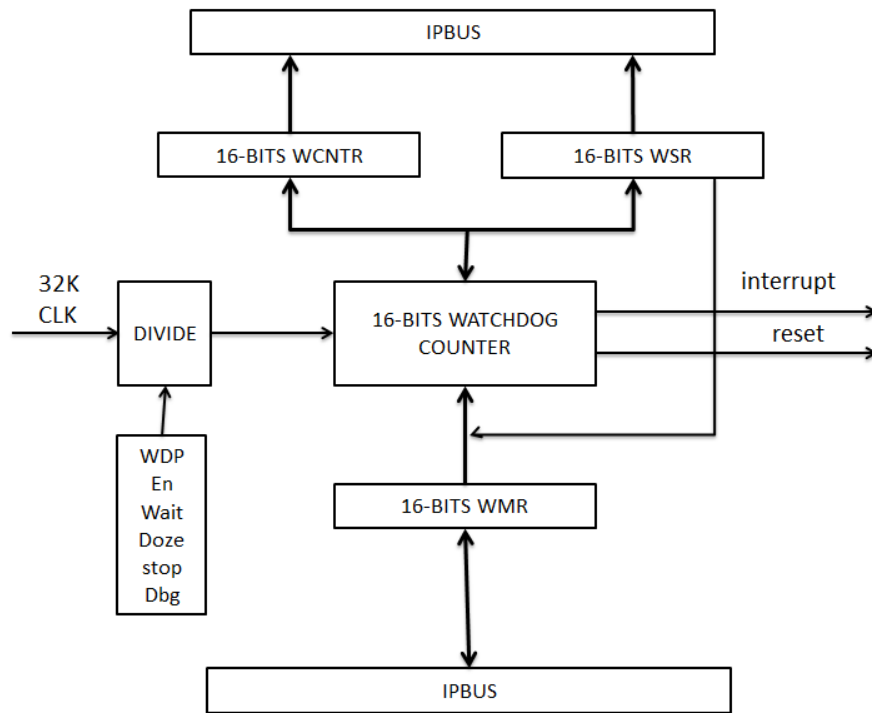 IPBUS
16-BITS WCNTR
16-BITS WSR
32K
CLK
DIVIDE
16-BITS WATCHDOG
COUNTER
interrupt
reset
WDP
En
Wait
Doze
stop
Dbg
16-BITS WMR
IPBUS